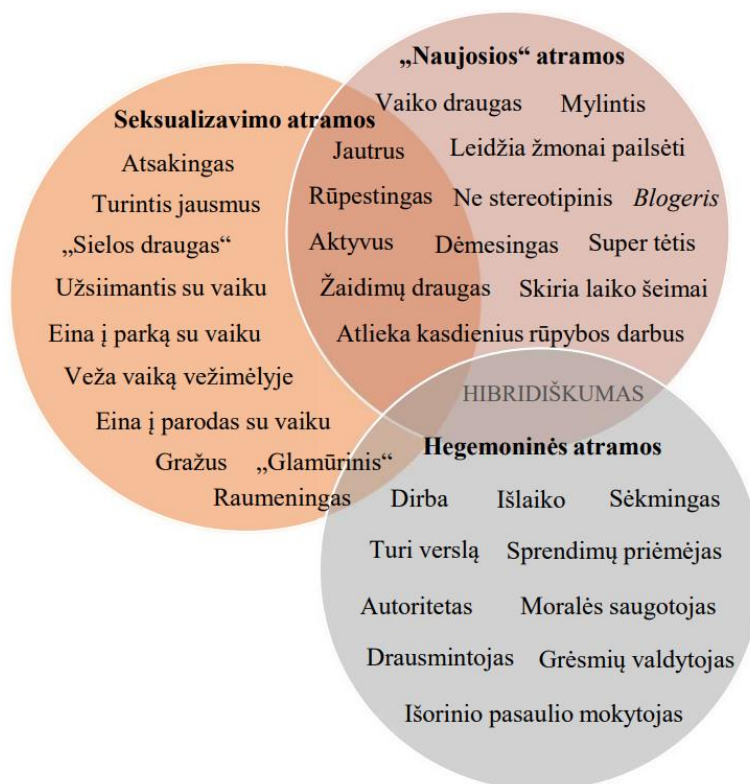 „Naujosios“ atramos
Vaiko draugas Mylintis
Seksualizavimo atramos
Jautrus Leidžia žmonai pailsėti
Atsakingas
Rūpestingas Ne stereotipinis Blogeris
Turintis jausmus
„Sielos draugas“
Aktyvus Dėmesingas Super tėtis
Užsiimantis su vaiku
Žaidimų draugas Skiria laiko šeimai
Eina į parką su vaiku
Atlieka kasdienius rūpybos darbus
Veža vaiką vežimėlyje
HIBRIDIŠKUMAS
Eina į parodas su vaiku
Hegemoninės atramos
Gražus „Glamūrinis“
Raumeningas
Dirba Išlaiko Sėkmingas
Turi verslą Sprendimų priėmėjas
Autoritetas Moralės saugotojas
Drausmintojas Grėsmių valdytojas
Išorinio pasaulio mokytojas